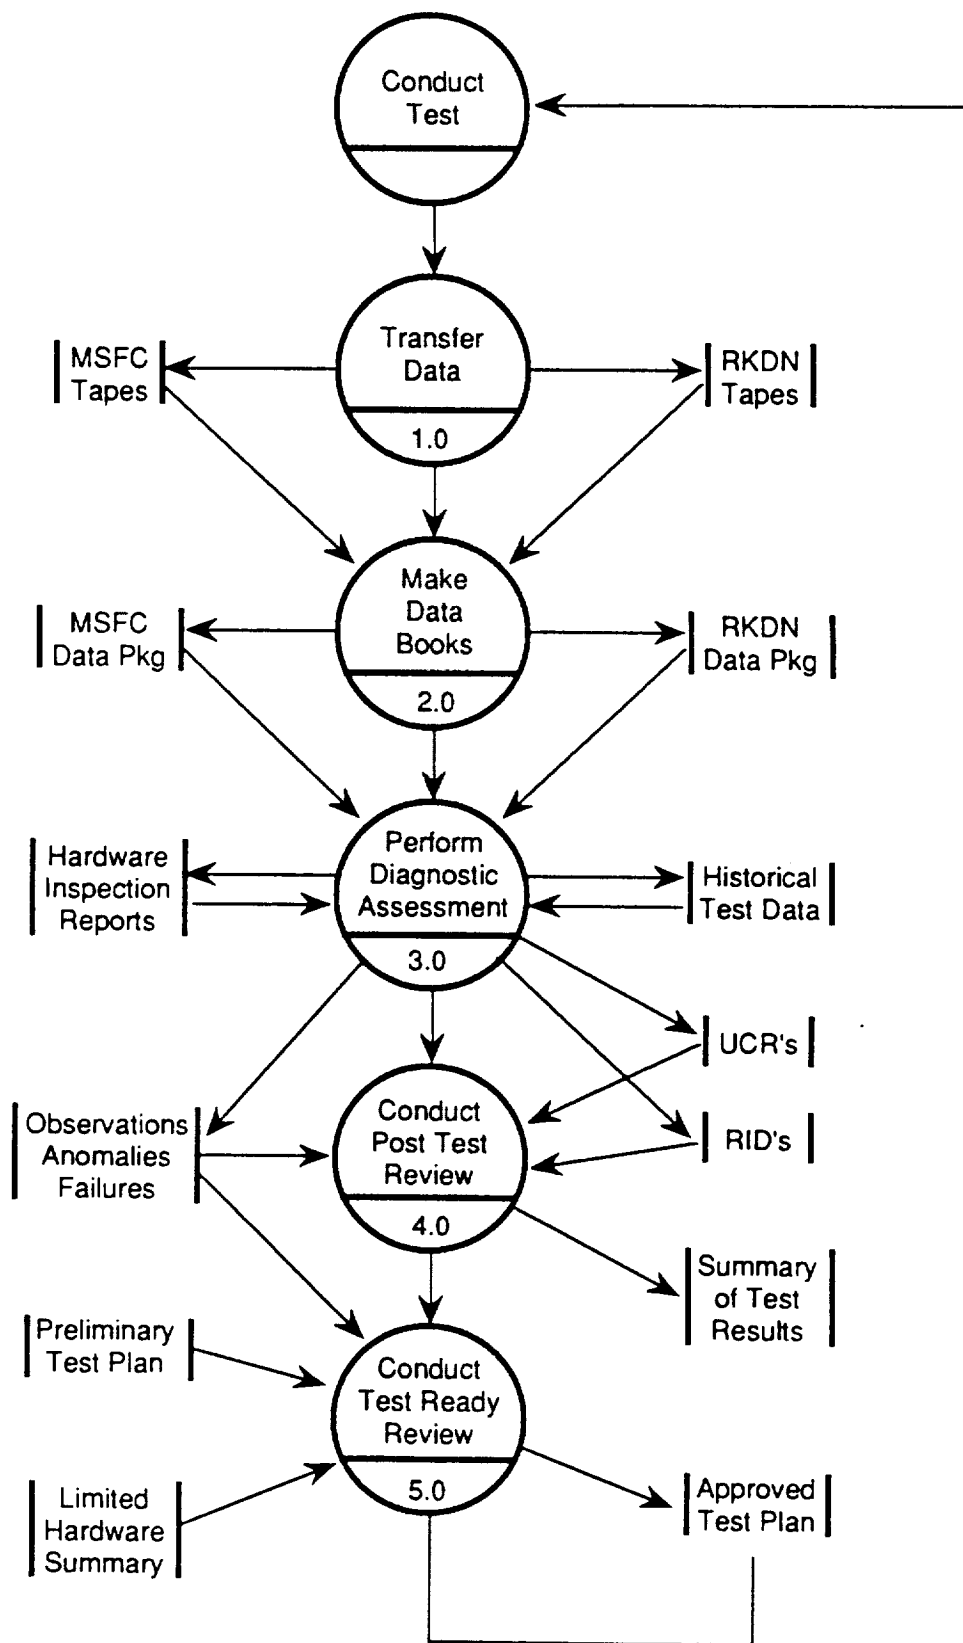 Conduct
Test
Transfer
Data
1.0
MSFC
Tapes
RKDN
Tapes
Make
Data
Books
2.0
MSFC
Data Pkg
RKDN
Data Pkg
Perform
Diagnostic
Assessment
3.0
Hardware
Inspection
Reports
Historical
Test Data
UCR's
RID's
Observations
Anomalies
Failures
Conduct
Post Test
Review
4.0
Summary
of Test
Results
Preliminary
Test Plan
Conduct
Test Ready
Review
5.0
Limited
Hardware
Summary
Approved
Test Plan